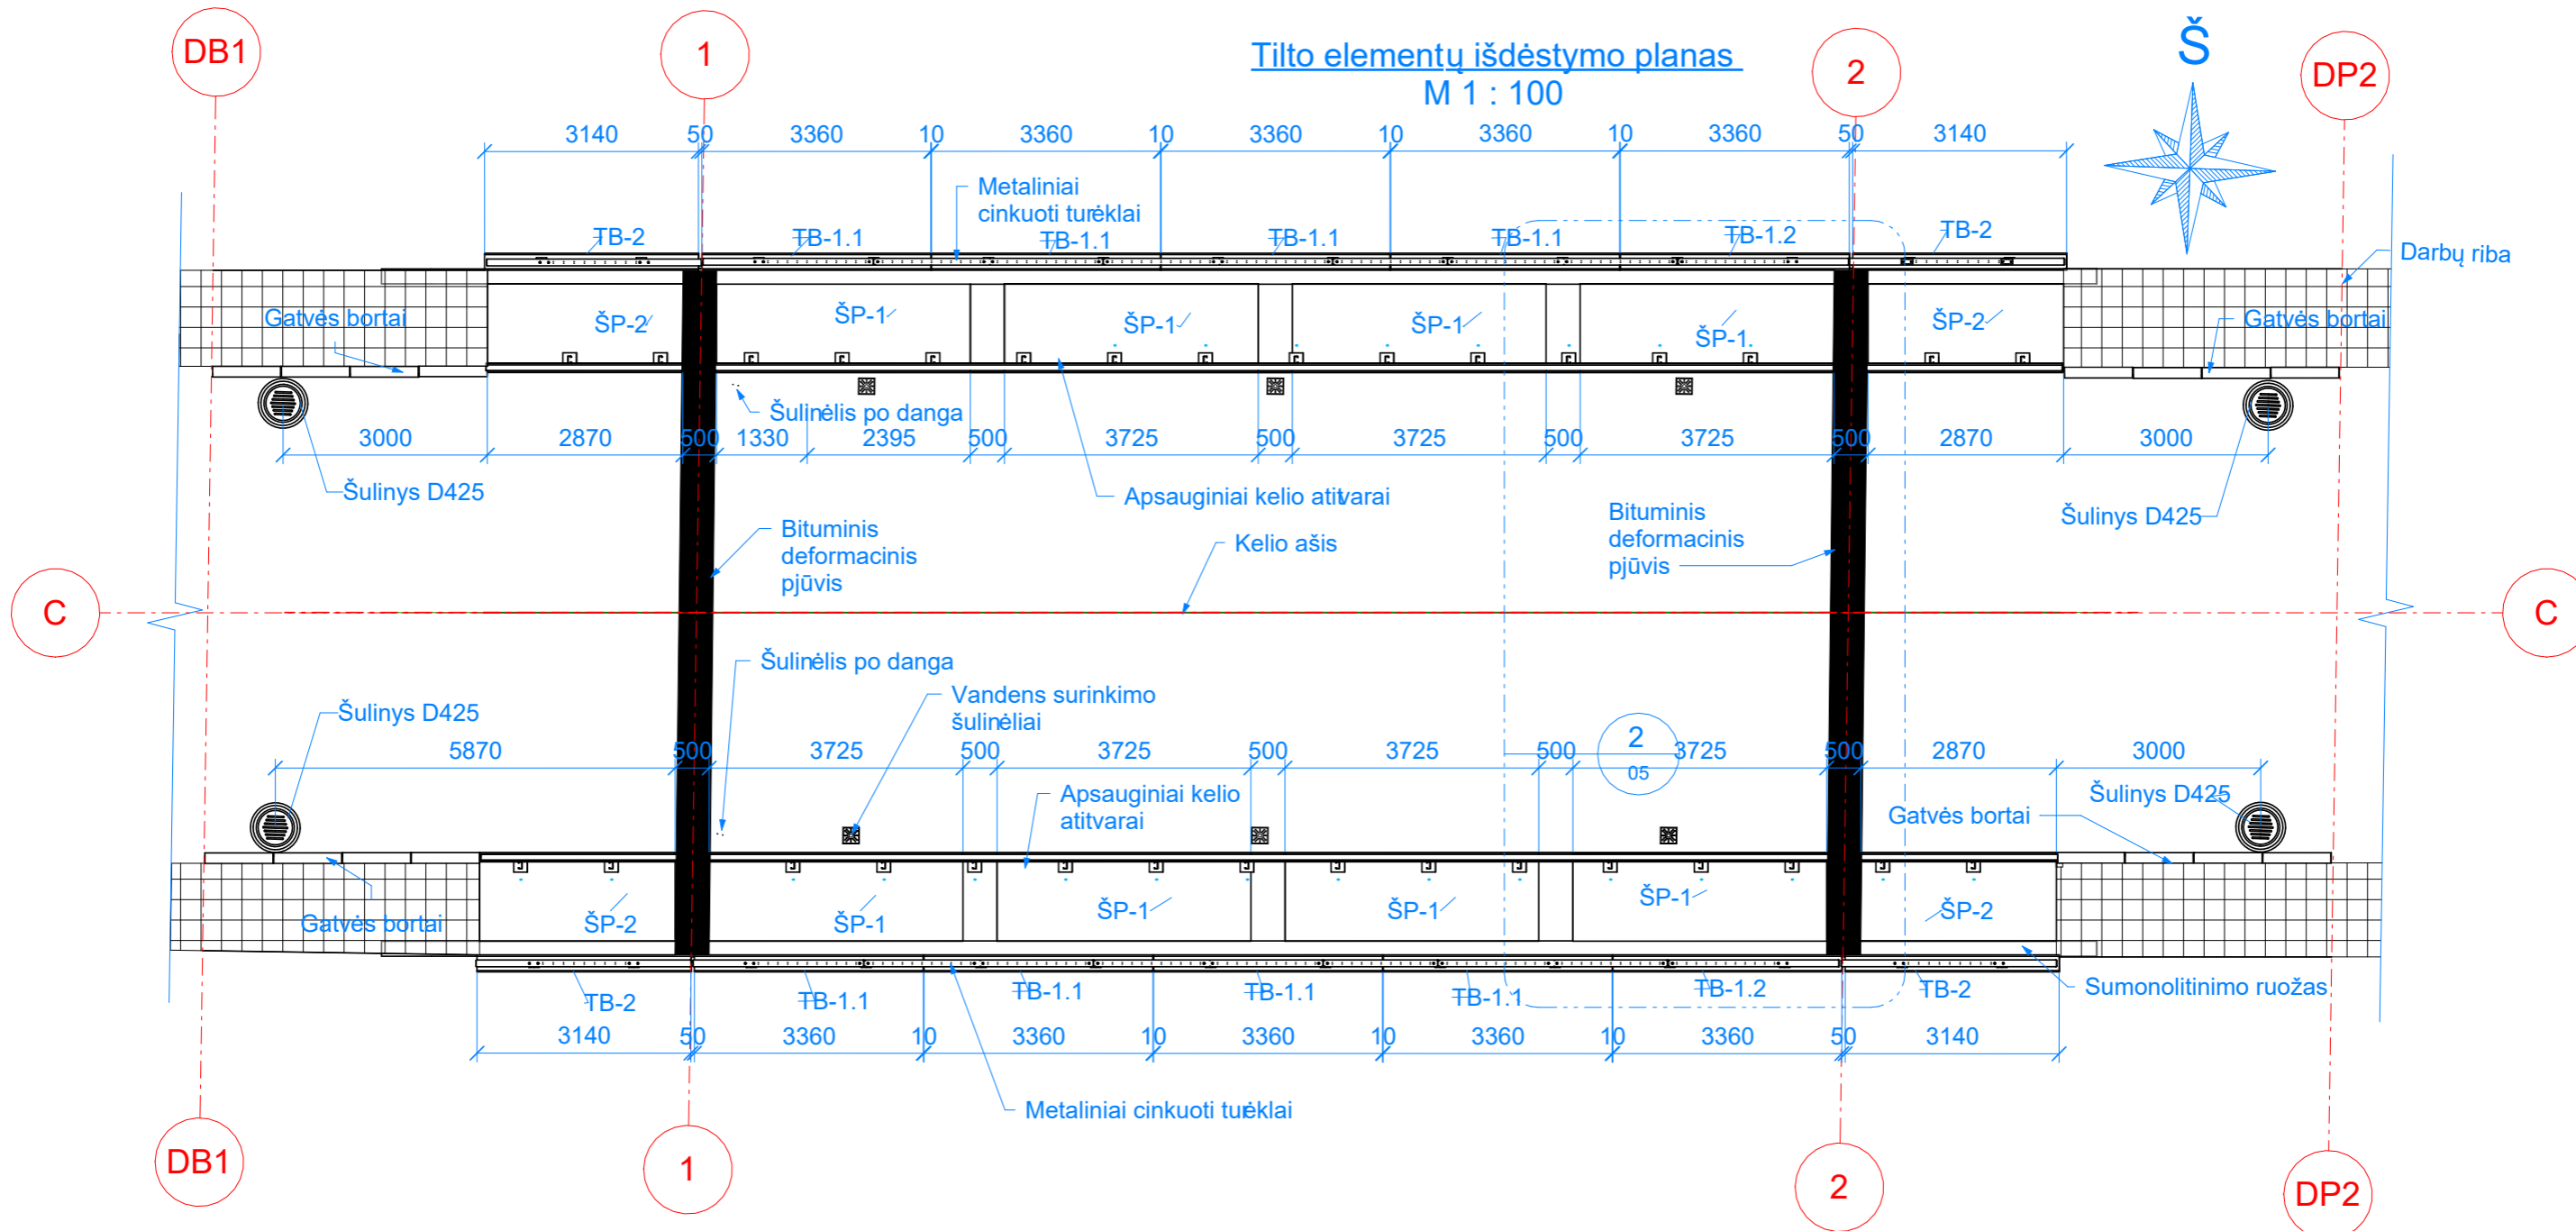 DB1
1
Tilto elementų išdėstymo planas
M 1 : 100
2
Š
DP2
3140 50 3360 10 3360 10 3360 10 3360 10 3360 50 3140
Metaliniai
cinkuoti turėklai
TB-2 TB-1.1 TB-1.1 TB-1.1 TB-1.1 TB-1.2 TB-2
Darbų riba
Gatvės bortai ŠP-2 ŠP-1 ŠP-1 ŠP-1 ŠP-1 ŠP-2 Gatvės bortai
Šulinėlis po danga
3000 2870 500 1330 2395 500 3725 500 3725 500 3725 500 2870 3000
Šulinys D425
Apsauginiai kelio atitvarai
Šulinys D425
Bituminis
deformacinis
pjūvis
Kelio ašis
Bituminis
deformacinis
pjūvis
C
C
Šulinėlis po danga
Vandens surinkimo
šulinėliai
Šulinys D425
2
05
5870 500 3725 500 3725 500 3725 500 3725 500 2870 3000
Apsauginiai kelio
atitvarai
Šulinys D425
Gatvės bortai
Gatvės bortai ŠP-2 ŠP-1 ŠP-1 ŠP-1 ŠP-1 ŠP-2
TB-2 TB-1.1 TB-1.1 TB-1.1 TB-1.1 TB-1.2 TB-2
Sumonolitinimo ruožas
3140 50 3360 10 3360 10 3360 10 3360 10 3360 50 3140
Metaliniai cinkuoti turėklai
DB1
1
2
DP2